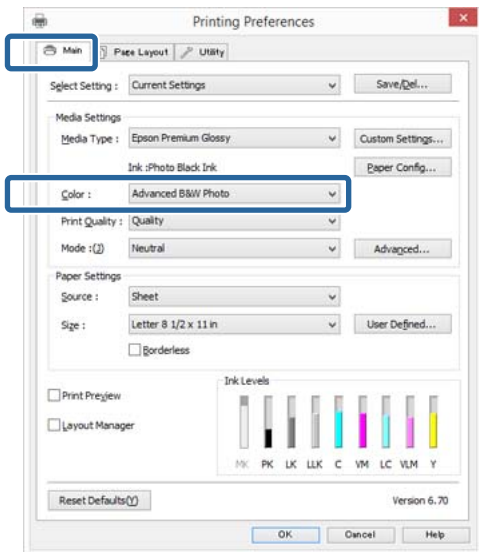 Printing Preferences
Main Page Layout Utility
Select Setting : Current Settings Save/Del...
Media Settings
Media Type : Epson Premium Glossy Custom Settings...
Ink :Photo Black Ink Paper Config...
Color : Advanced B&W Photo
Print Quality : Quality
Mode :(J) Neutral Advanced...
Paper Settings
Source : Sheet
Size : Letter 8 1/2 x 11 in User Defined...
Borderless
Print Preview
Layout Manager
Ink Levels
MK PK LK LLK C VM LC VLM Y
Reset Defaults(Y) Version 6.70
OK Cancel Help